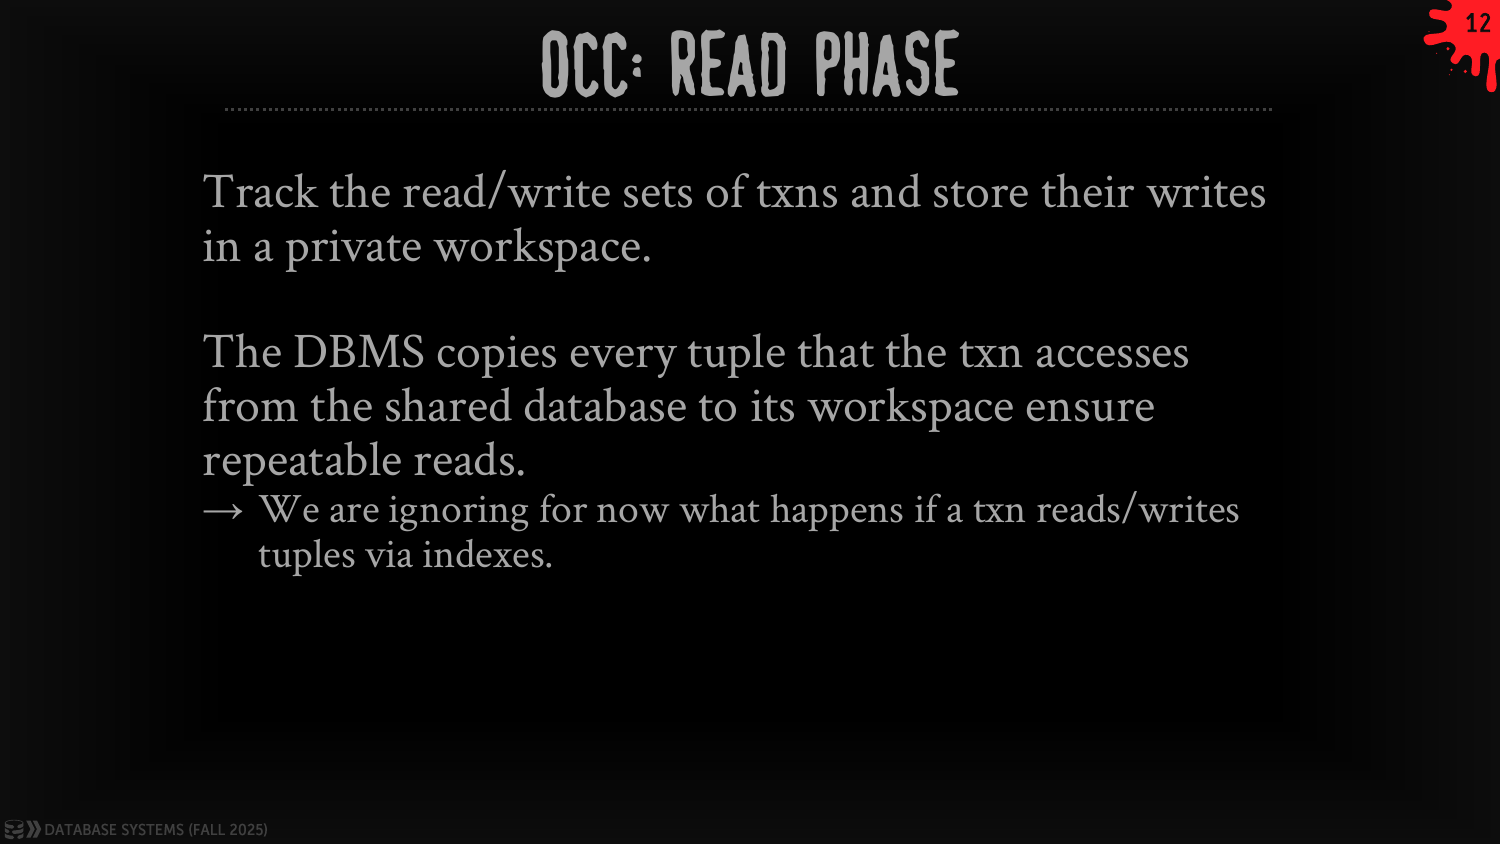 12
OCC: READ PHASE
Track the read/write sets of txns and store their writes
in a private workspace.
The DBMS copies every tuple that the txn accesses
from the shared database to its workspace ensure
repeatable reads.
→ We are ignoring for now what happens if a txn reads/writes
tuples via indexes.
DATABASE SYSTEMS (FALL 2025)